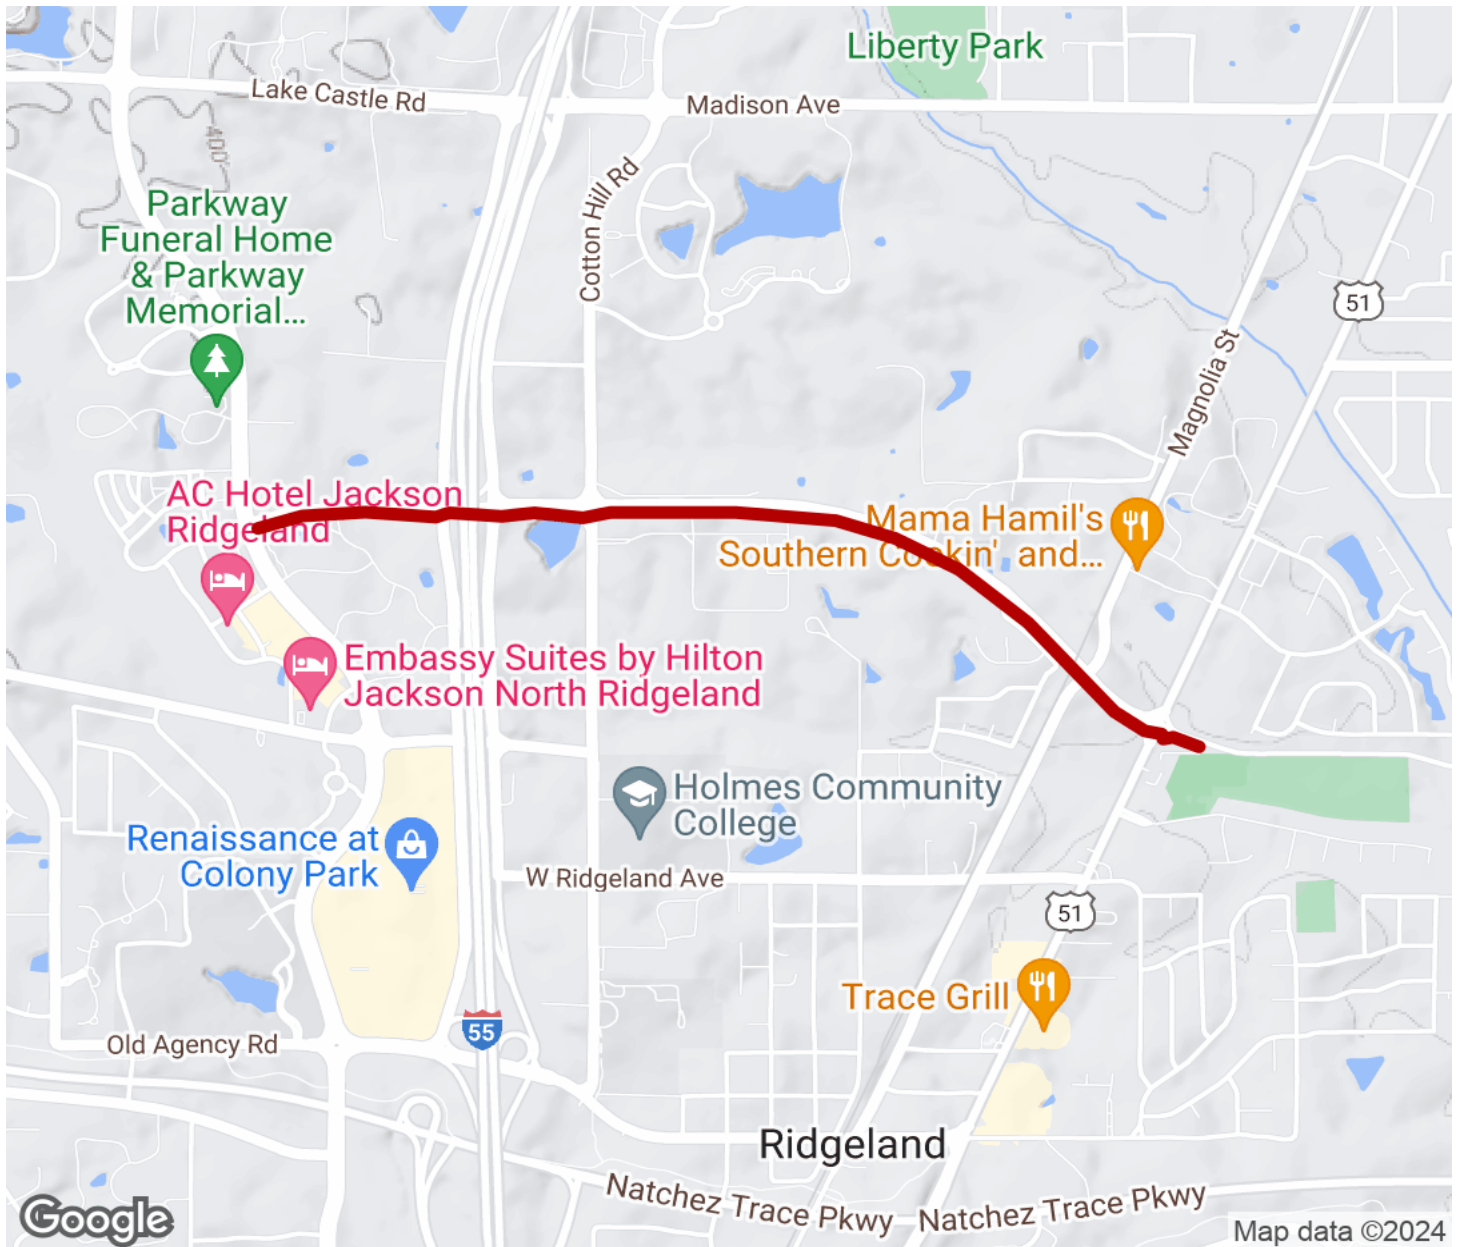 Liberty Park
Lake Castle Rd
Madison Ave
400'
Cotton Hill Rd
Parkway
Funeral Home
& Parkway
Memorial...
51
Magnolia St
AC Hotel Jackson
Ridgeland
Mama Hamil's
Southern Cookin' and...
Embassy Suites by Hilton
Jackson North Ridgeland
Holmes Community
College
Renaissance at
Colony Park
W Ridgeland Ave
51
Trace Grill
55
Old Agency Rd
Ridgeland
Natchez Trace Pkwy
Natchez Trace Pkwy
Google
Map data ©2024